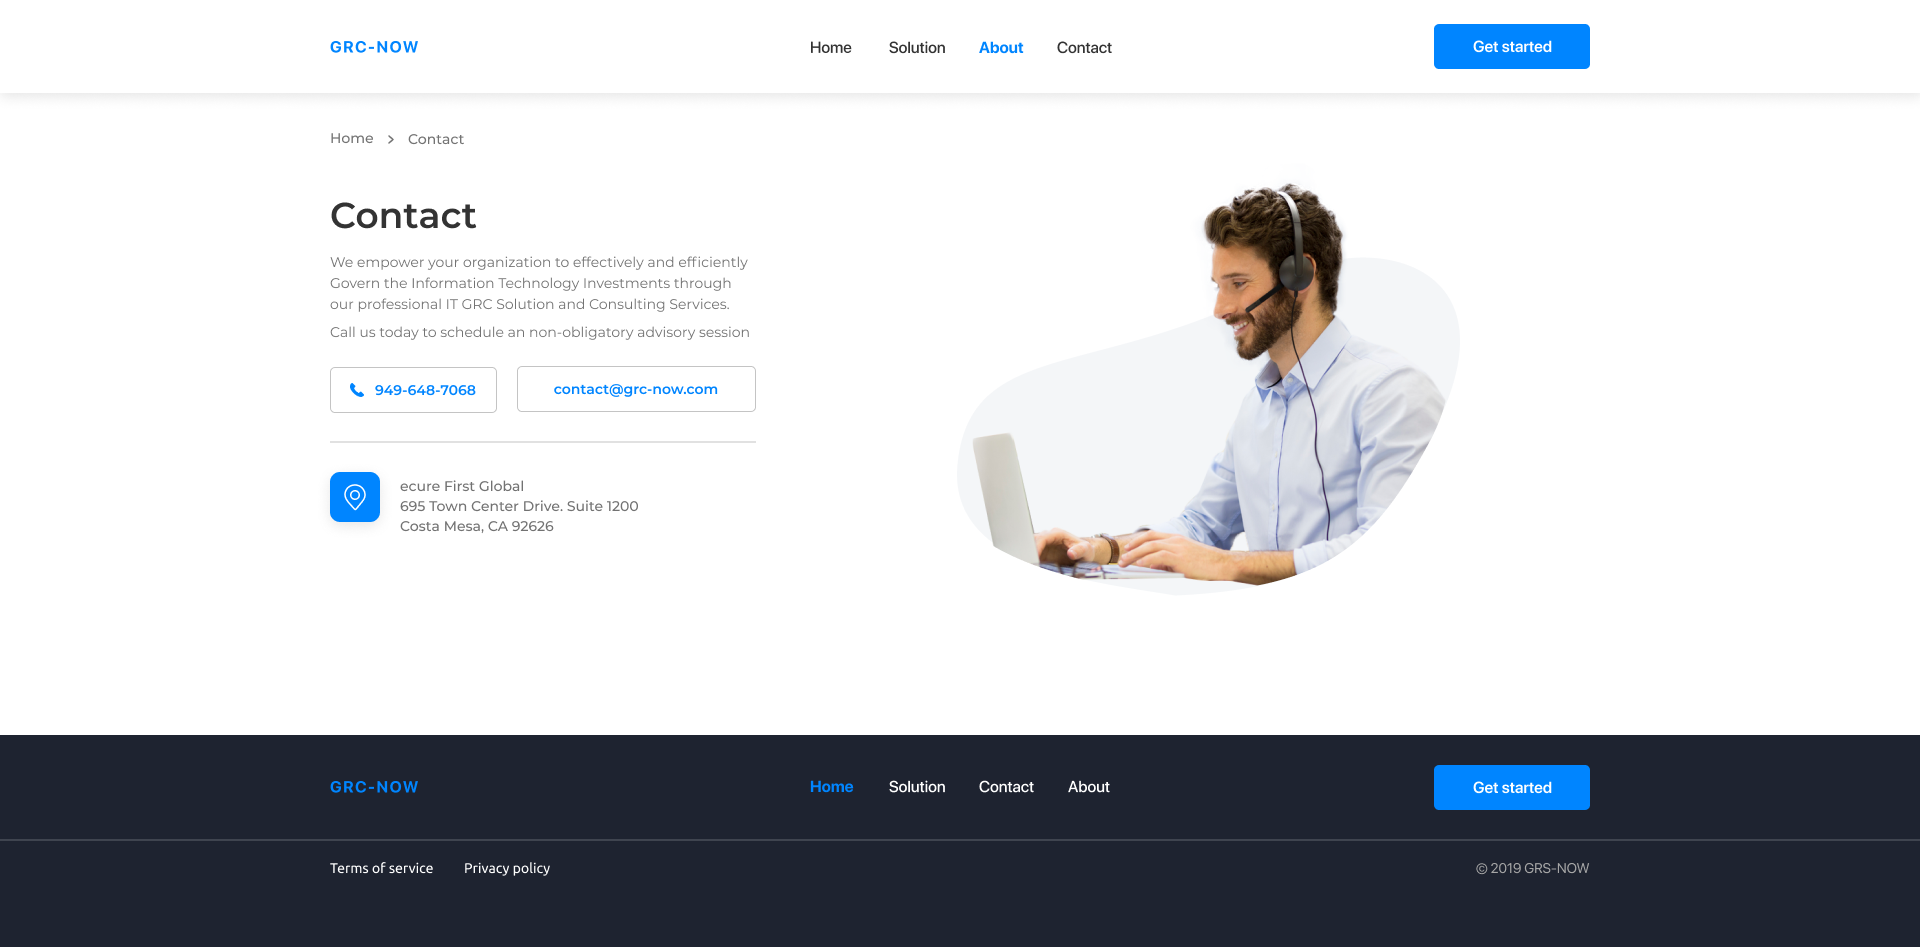 GRC-NOW
Home Solution About Contact
Get started
Home > Contact
Contact
We empower your organization to effectively and efficiently
Govern the Information Technology Investments through
our professional IT GRC Solution and Consulting Services.
Call us today to schedule an non-obligatory advisory session
949-648-7068
contact@grc-now.com
ecure First Global
695 Town Center Drive. Suite 1200
Costa Mesa, CA 92626
GRC-NOW
Home Solution Contact About
Get started
Terms of service Privacy policy
© 2019 GRS-NOW